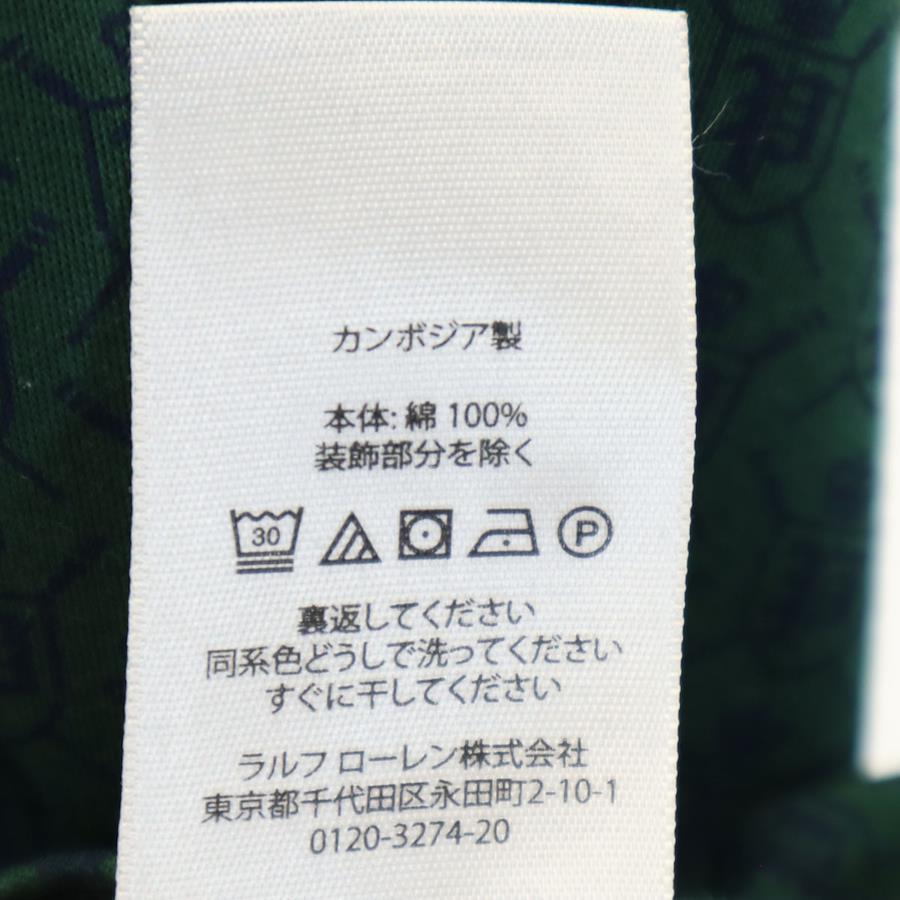 カンボジア製
本体: 綿 100%
装飾部分を除く
30 P
裏返してください
同系色どうしで洗ってください
すぐに干してください
ラルフ ローレン株式会社
東京都千代田区永田町2-10-1
0120-3274-20